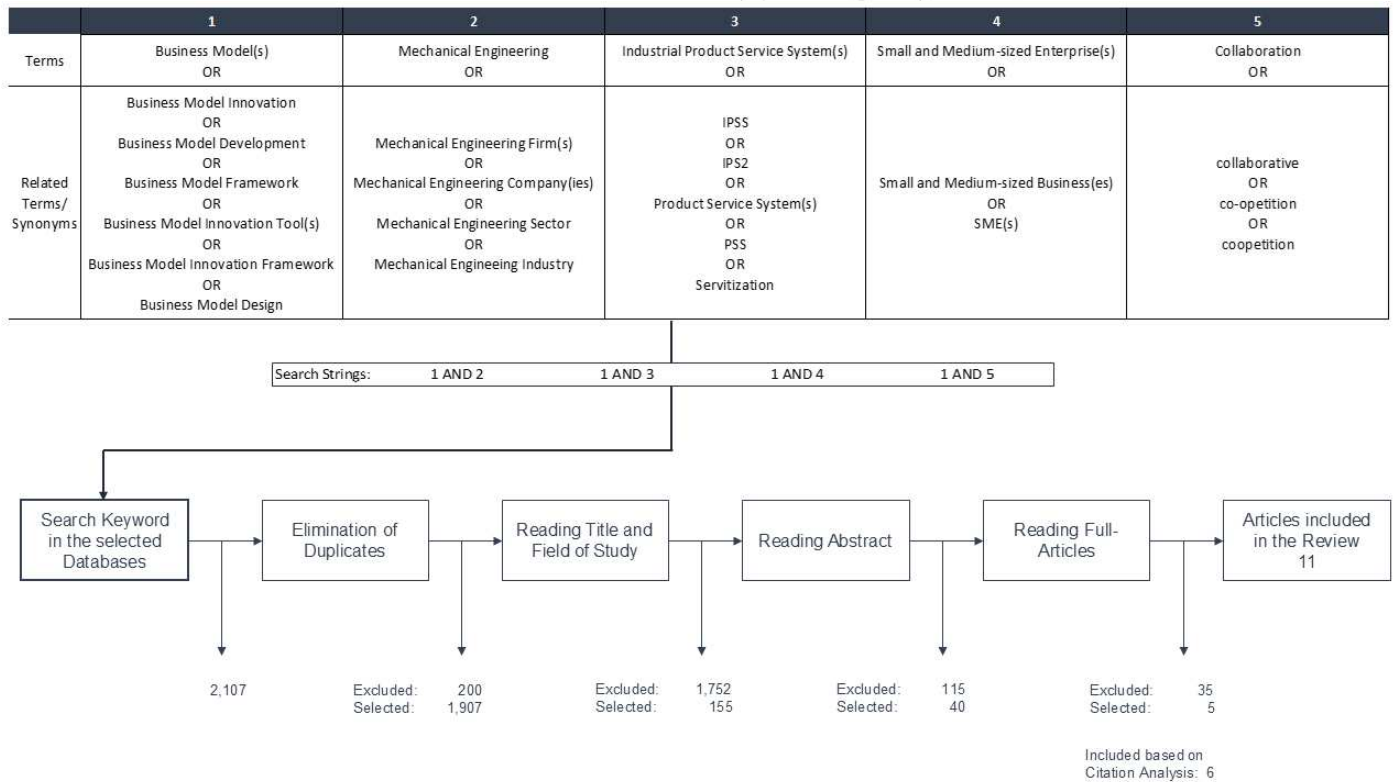 1 2 3 4 5
Terms
Business Model(s)
OR
Mechanical Engineering
OR
Industrial Product Service System(s)
OR
Small and Medium-sized Enterprise(s)
OR
Collaboration
OR
Related
Terms/
Synonyms
Business Model Innovation
OR
Business Model Development
OR
Business Model Framework
OR
Business Model Innovation Tool(s)
OR
Business Model Innovation Framework
OR
Business Model Design
Mechanical Engineering Firm(s)
OR
Mechanical Engineering Company(ies)
OR
Mechanical Engineering Sector
OR
Mechanical Engineeing Industry
IPSS
OR
IPS2
OR
Product Service System(s)
OR
PSS
OR
Servitization
Small and Medium-sized Business(es)
OR
SME(s)
collaborative
OR
co-opetition
OR
coopetition
Search Strings: 1 AND 2 1 AND 3 1 AND 4 1 AND 5
Search Keyword
in the selected
Databases
Elimination of
Duplicates
Reading Title and
Field of Study
Reading Abstract
Reading Full-
Articles
Articles included
in the Review
11
2,107
Excluded: 200
Selected: 1,907
Excluded: 1,752
Selected: 155
Excluded: 115
Selected: 40
Excluded: 35
Selected: 5
Included based on
Citation Analysis: 6